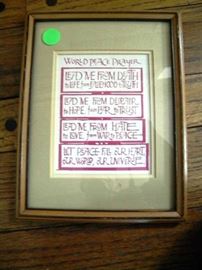 WORLD PEACE PRAYER
LEAD ME FROM DEATH
to LIFE, from FALSEHOOD to TRUTH
LEAD ME FROM DESPAIR
to HOPE, from FEAR to TRUST
LEAD ME FROM HATE
to LOVE, from WAR to PEACE
LET PEACE FILL OUR HEART,
OUR WORLD, OUR UNIVERSE